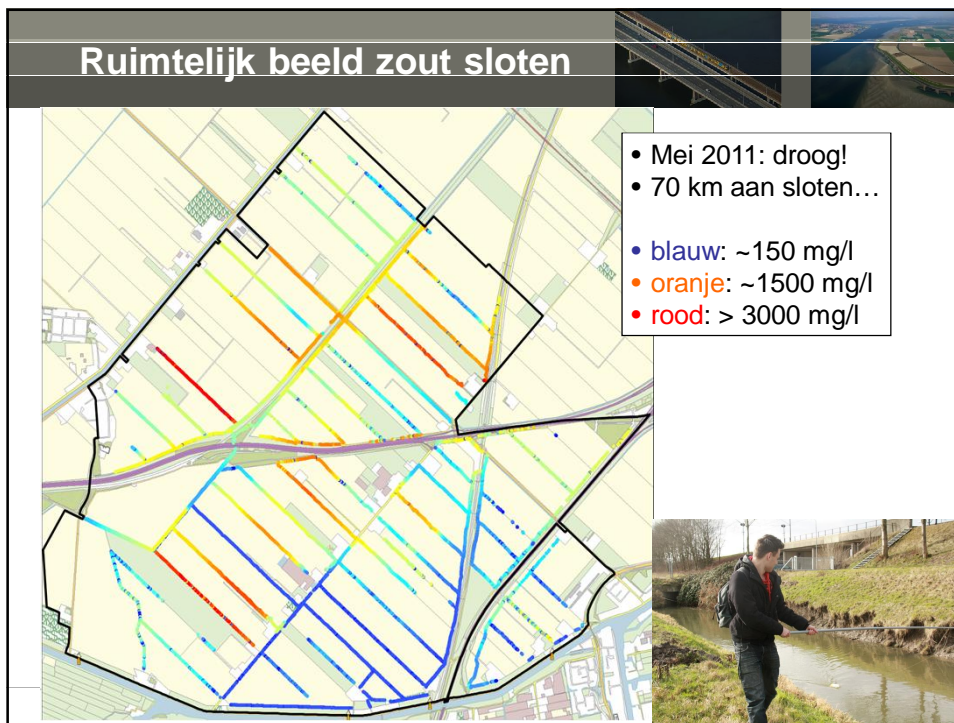 Ruimtelijk beeld zout sloten
• Mei 2011: droog!
• 70 km aan sloten…
• blauw: ~150 mg/l
• oranje: ~1500 mg/l
• rood: > 3000 mg/l